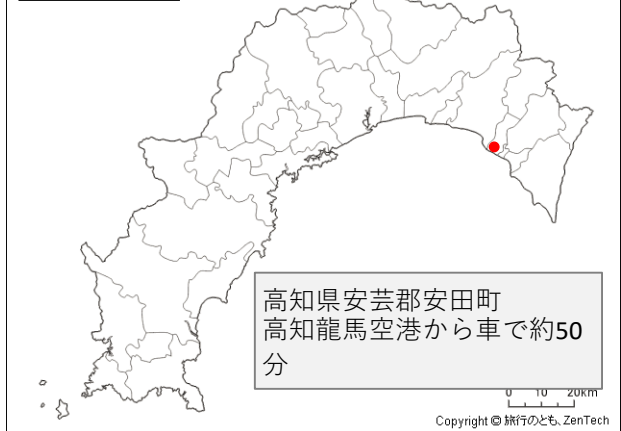 高知県安芸郡安田町
高知龍馬空港から車で約50
分
0 10 20km
Copyright © 旅行のとも、ZenTech